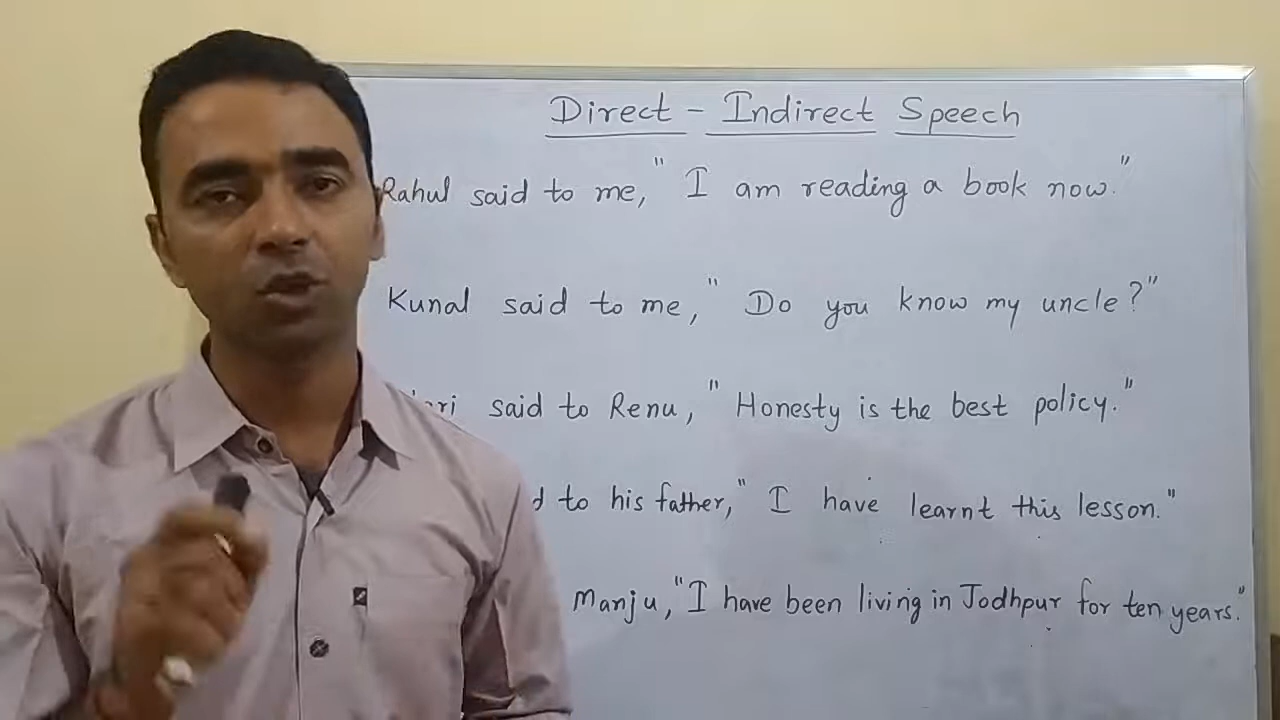 Direct - Indirect Speech
Rahul said to me, "I am reading a book now."
Kunal said to me, "Do you know my uncle?"
said to Renu, "Honesty is the best policy."
to his father, "I have learnt this lesson."
Manju, "I have been living in Jodhpur for ten years."